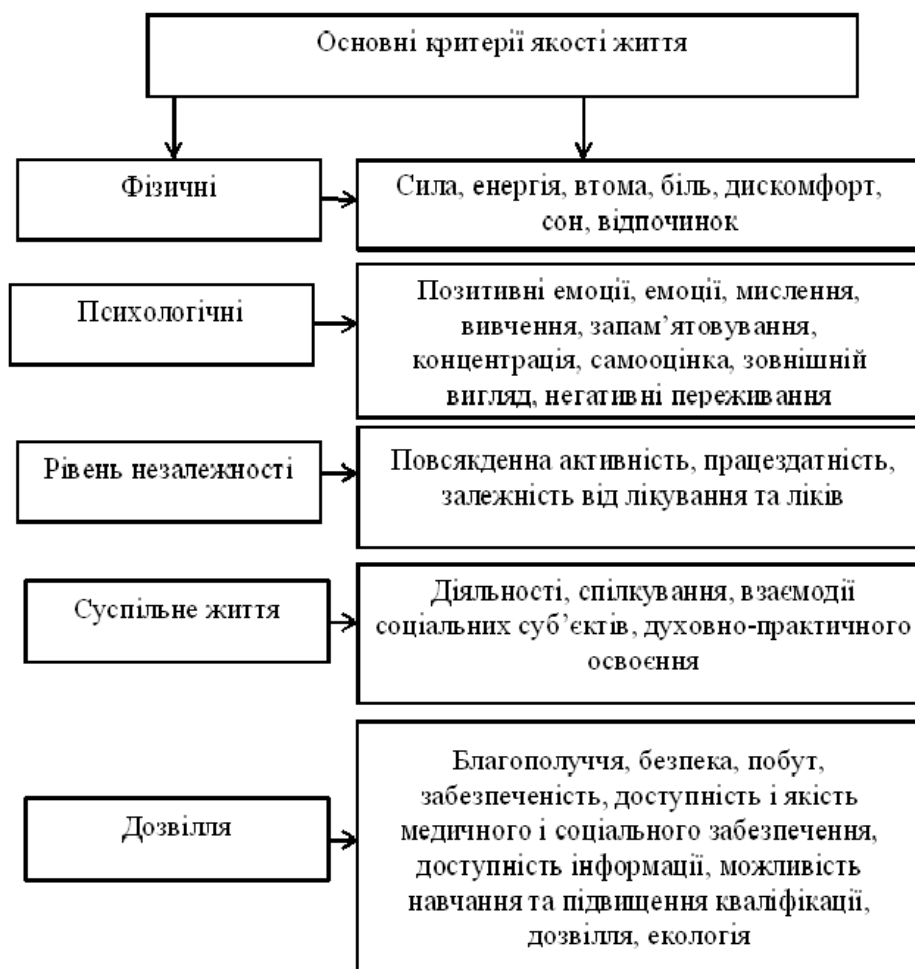 Основні критерії якості життя
Фізичні
Сила, енергія, втома, біль, дискомфорт,
сон, відпочинок
Психологічні
Позитивні емоції, емоції, мислення,
вивчення, запам’ятовування,
концентрація, самооцінка, зовнішній
вигляд, негативні переживання
Рівень незалежності
Повсякденна активність, працездатність,
залежність від лікування та ліків
Суспільне життя
Діяльності, спілкування, взаємодії
соціальних суб’єктів, духовно-практичного
освоєння
Дозвілля
Благополуччя, безпека, побут,
забезпеченість, доступність і якість
медичного і соціального забезпечення,
доступність інформації, можливість
навчання та підвищення кваліфікації,
дозвілля, екологія